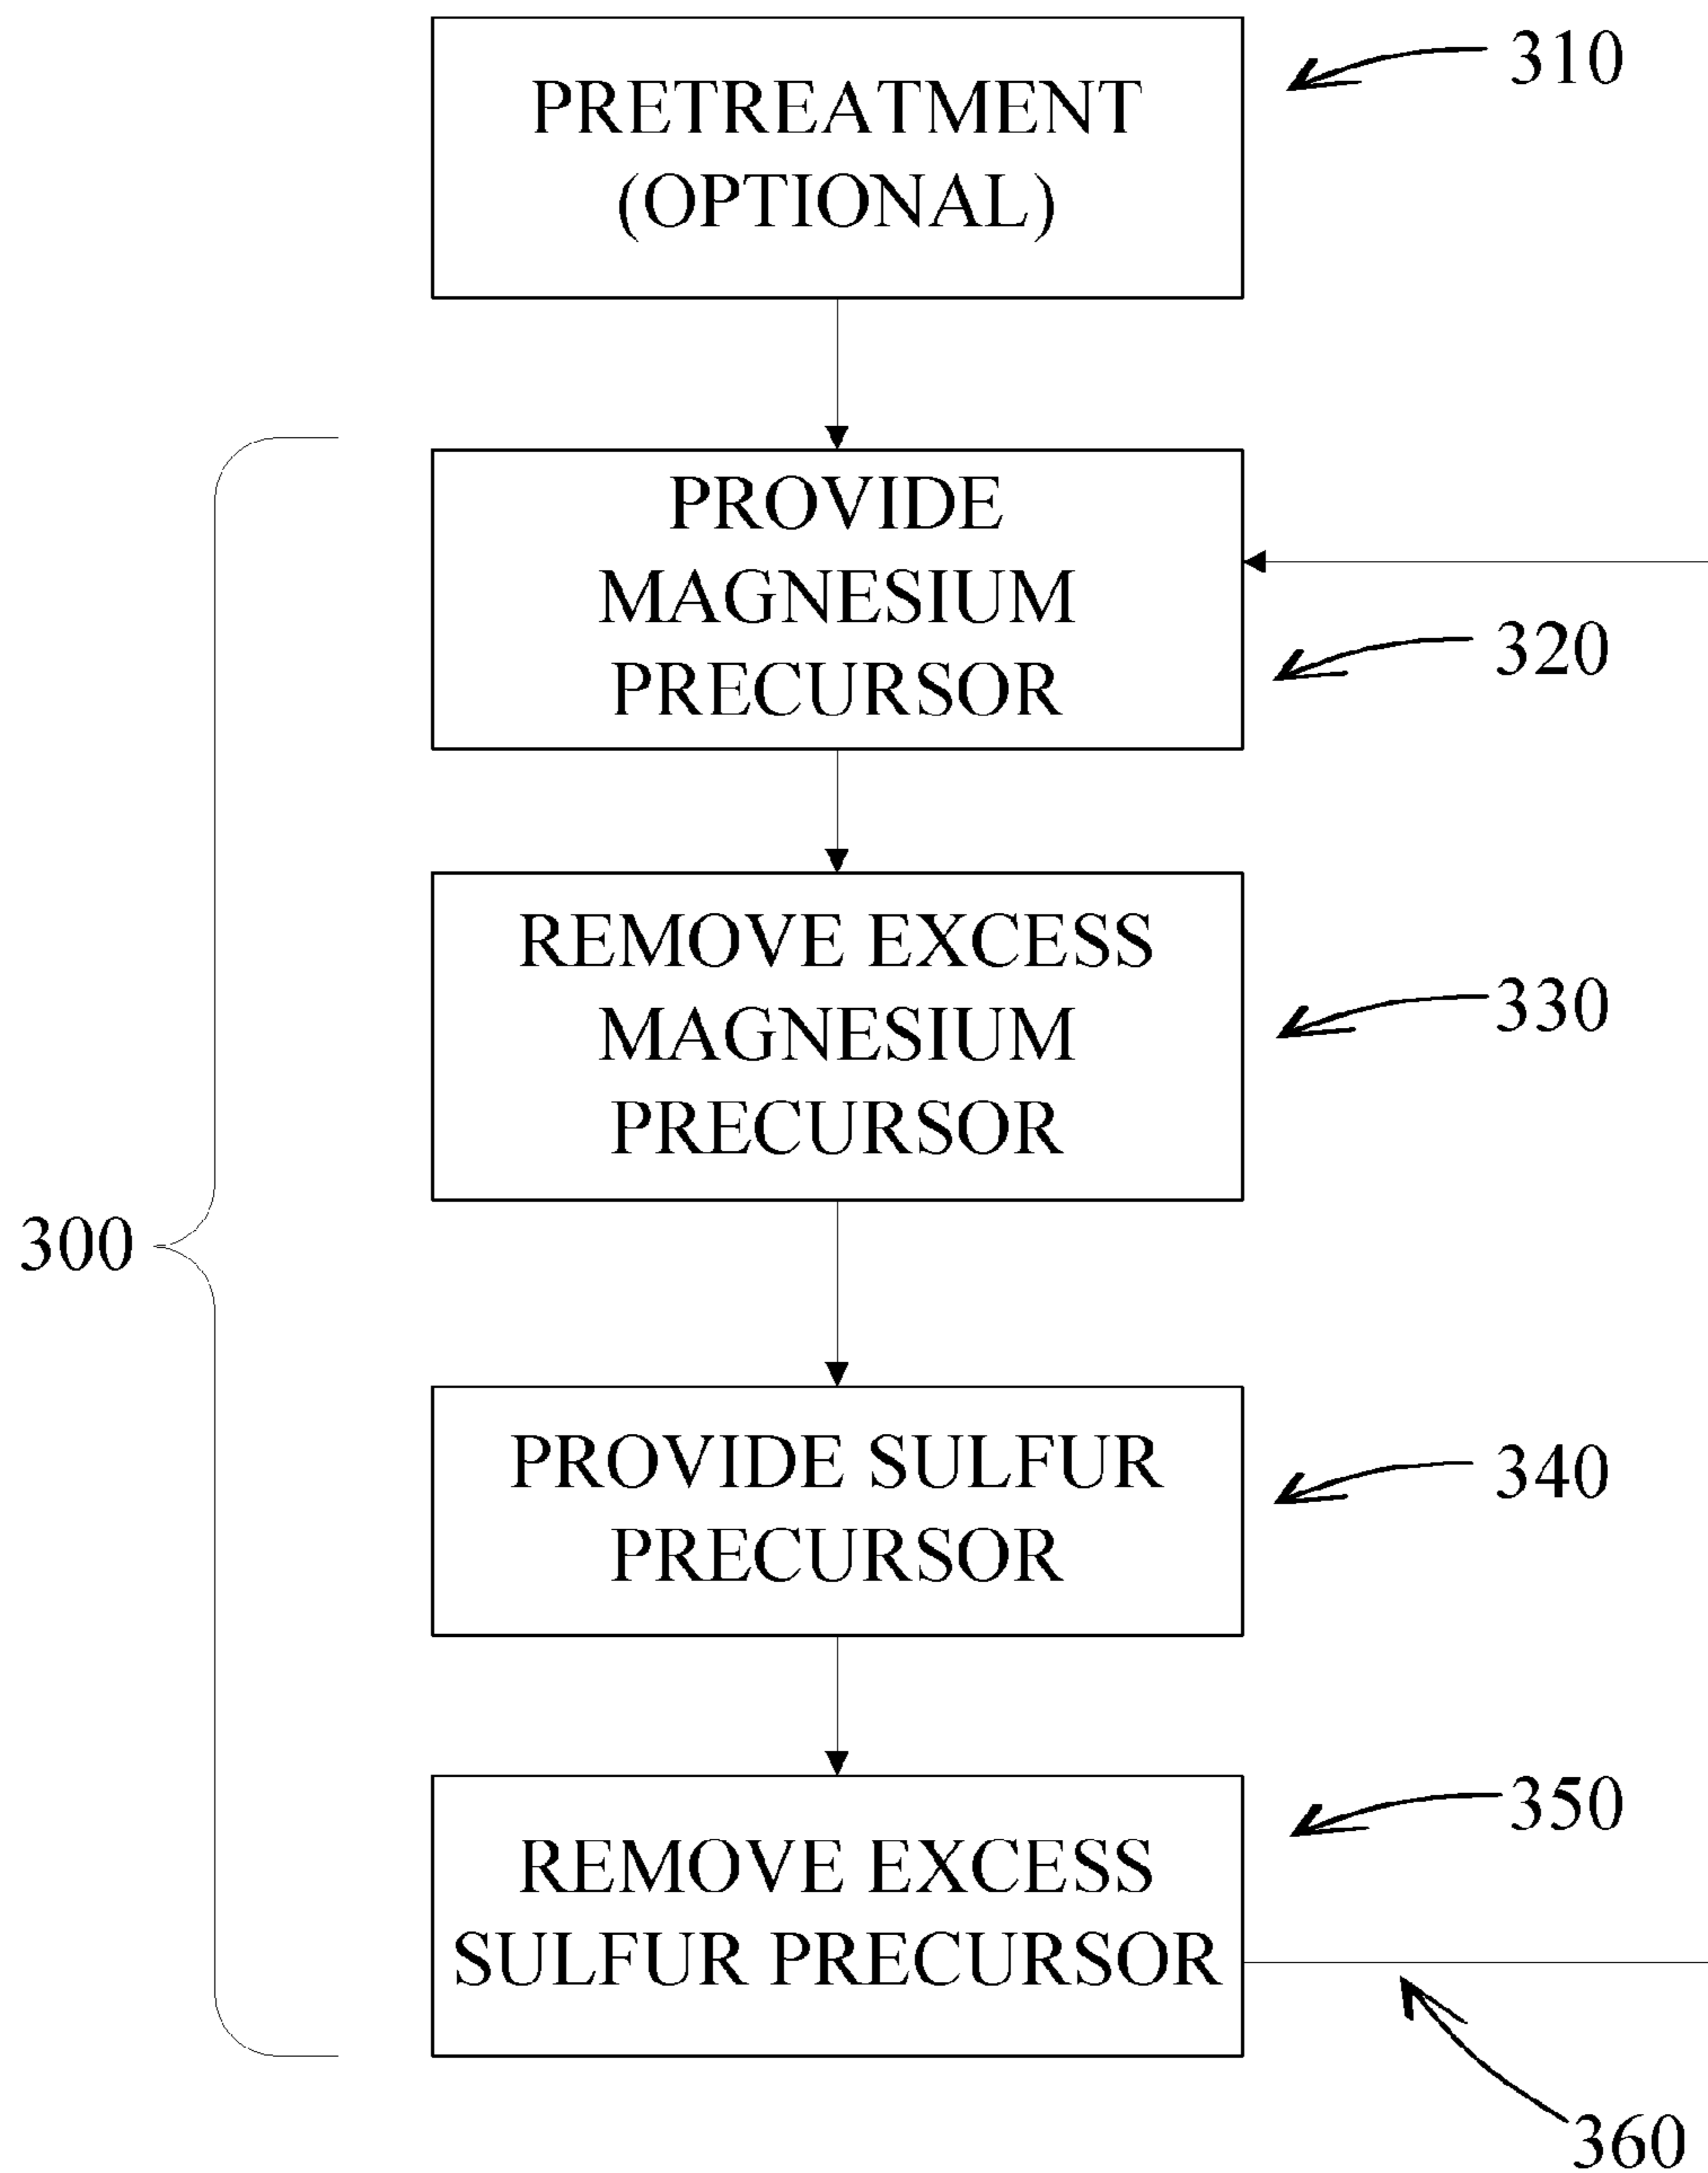 PRETREATMENT
(OPTIONAL)
310
PROVIDE
MAGNESIUM
PRECURSOR
320
REMOVE EXCESS
MAGNESIUM
PRECURSOR
330
300
PROVIDE SULFUR
PRECURSOR
340
REMOVE EXCESS
SULFUR PRECURSOR
350
360